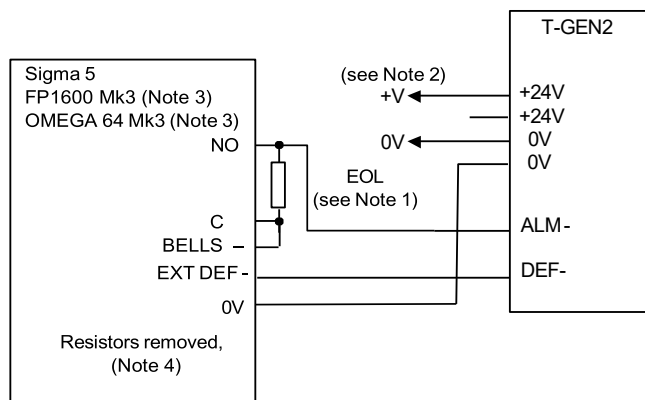 T-GEN2
Sigma 5
FP1600 Mk3 (Note 3)
OMEGA 64 Mk3 (Note 3)
(see Note 2)
+V
+24V
+24V
0V
0V
0V
NO
EOL
(see Note 1)
C
BELLS –
ALM-
EXT DEF-
DEF-
0V
Resistors removed,
(Note 4)